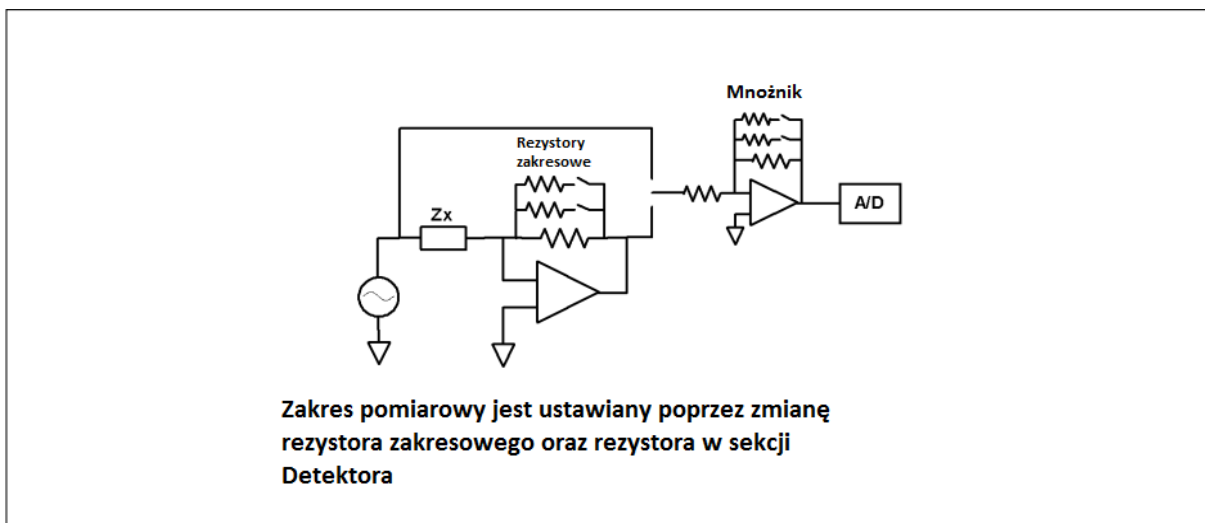 Mnożnik
Rezystory
zakresowe
Zx
A/D
Zakres pomiarowy jest ustawiany poprzez zmianę
rezystora zakresowego oraz rezystora w sekcji
Detektora